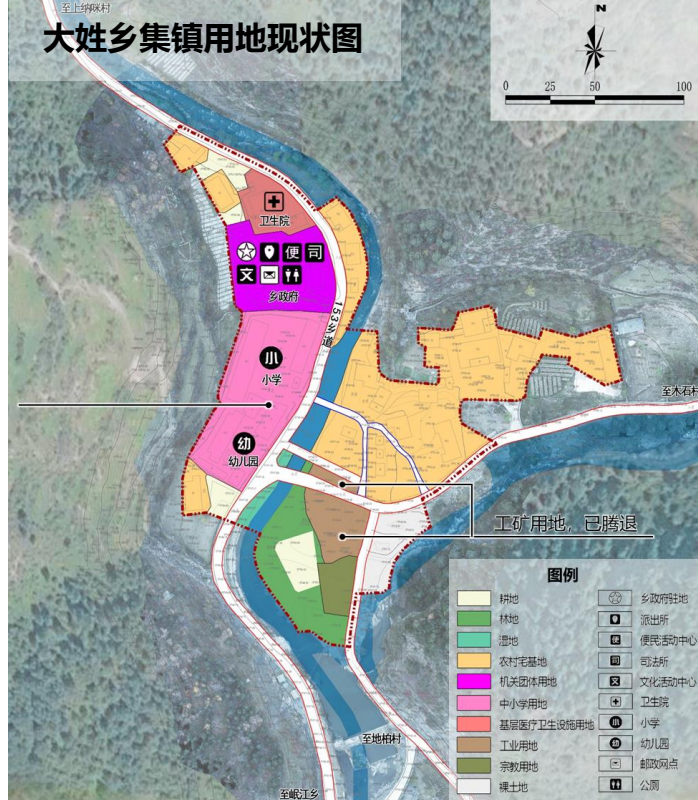 至上纳咪村
大姓乡集镇用地现状图
N
0 25 50 100
卫生院
便 司
文
乡政府
153乡道
小
小学
至木石村
幼
幼儿园
工矿用地，已腾退
图例
耕地
林地
湿地
农村宅基地
机关团体用地
中小学用地
基层医疗卫生设施用地
工业用地
宗教用地
裸土地
乡政府驻地
派出所
便 便民活动中心
司 司法所
文 文化活动中心
卫生院
小 小学
幼 幼儿园
邮政网点
公厕
至地柏村
至岷江乡